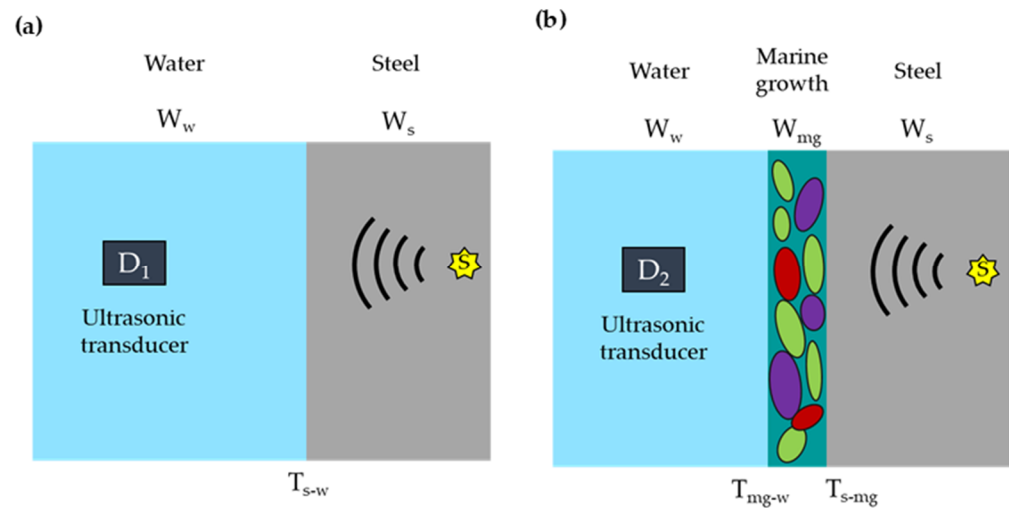 (a)
Water
Steel
W_w
W_s
D_1
S
Ultrasonic
transducer
T_s-w
(b)
Water
Marine
growth
Steel
W_w
W_mg
W_s
D_2
S
Ultrasonic
transducer
T_mg-w
T_s-mg